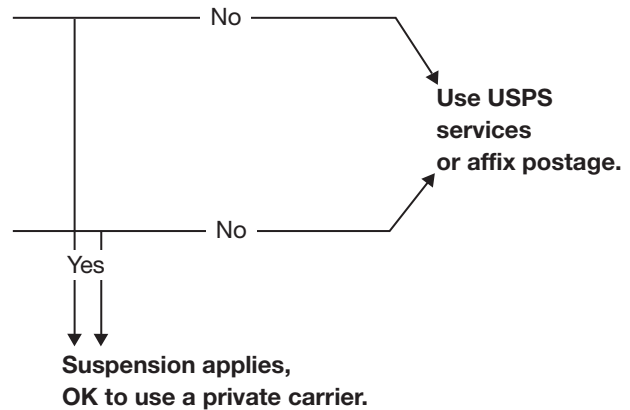 No
Use USPS
services
or affix postage.
No
Yes
Suspension applies,
OK to use a private carrier.